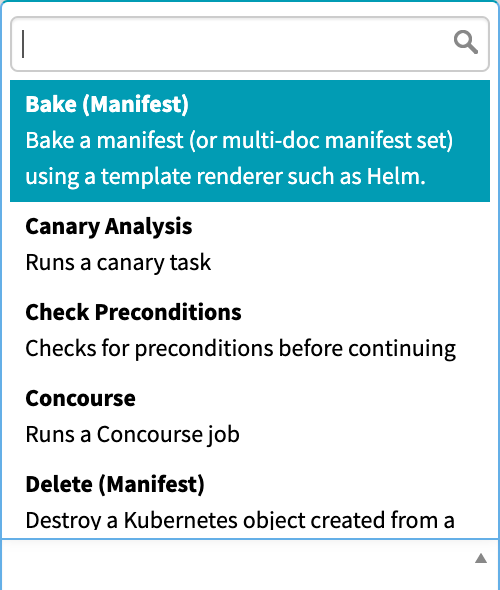 Bake (Manifest)
Bake a manifest (or multi-doc manifest set)
using a template renderer such as Helm.
Canary Analysis
Runs a canary task
Check Preconditions
Checks for preconditions before continuing
Concourse
Runs a Concourse job
Delete (Manifest)
Destroy a Kubernetes object created from a